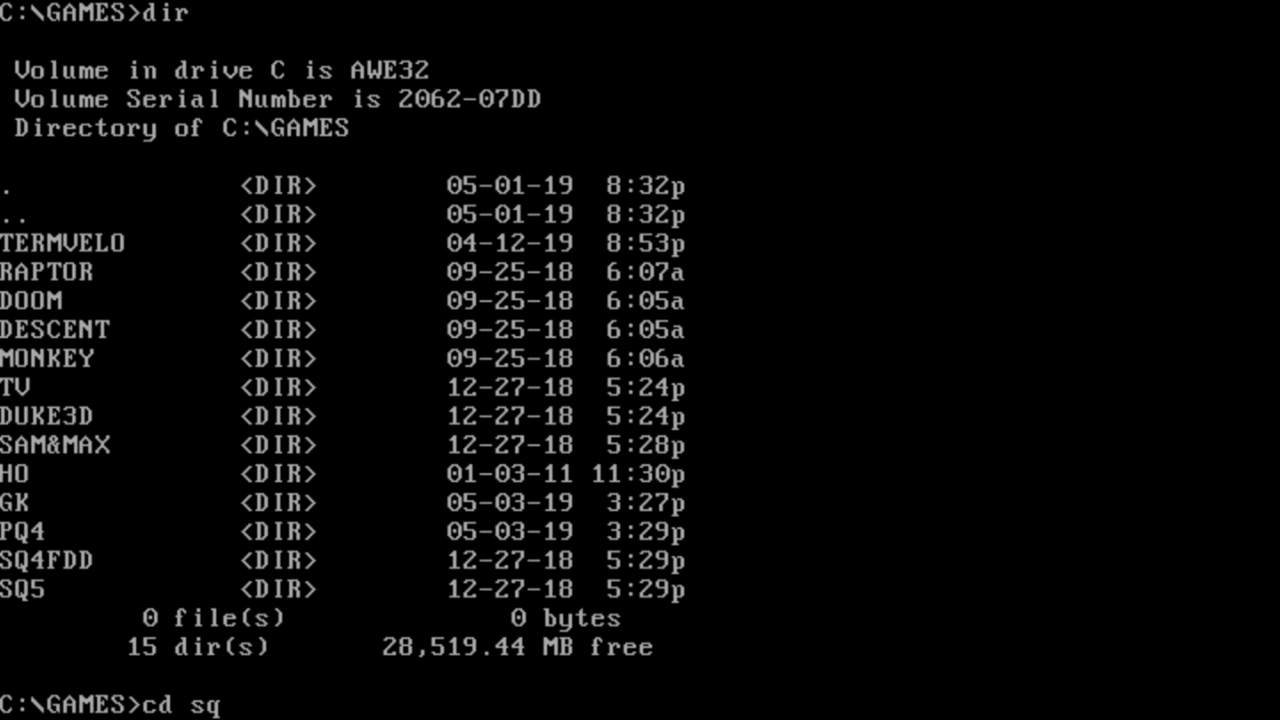 C:\GAMES>dir
Volume in drive C is AWE32
Volume Serial Number is 2062-07DD
Directory of C:\GAMES
. <DIR> 05-01-19 8:32p
.. <DIR> 05-01-19 8:32p
TERMVELO <DIR> 04-12-19 8:53p
RAPTOR <DIR> 09-25-18 6:07a
DOOM <DIR> 09-25-18 6:05a
DESCENT <DIR> 09-25-18 6:05a
MONKEY <DIR> 09-25-18 6:06a
TV <DIR> 12-27-18 5:24p
DUKE3D <DIR> 12-27-18 5:24p
SAM&MAX <DIR> 12-27-18 5:28p
HO <DIR> 01-03-11 11:30p
GK <DIR> 05-03-19 3:27p
PQ4 <DIR> 05-03-19 3:29p
SQ4FDD <DIR> 12-27-18 5:29p
SQ5 <DIR> 12-27-18 5:29p
0 file(s) 0 bytes
15 dir(s) 28,519.44 MB free
C:\GAMES>cd sq